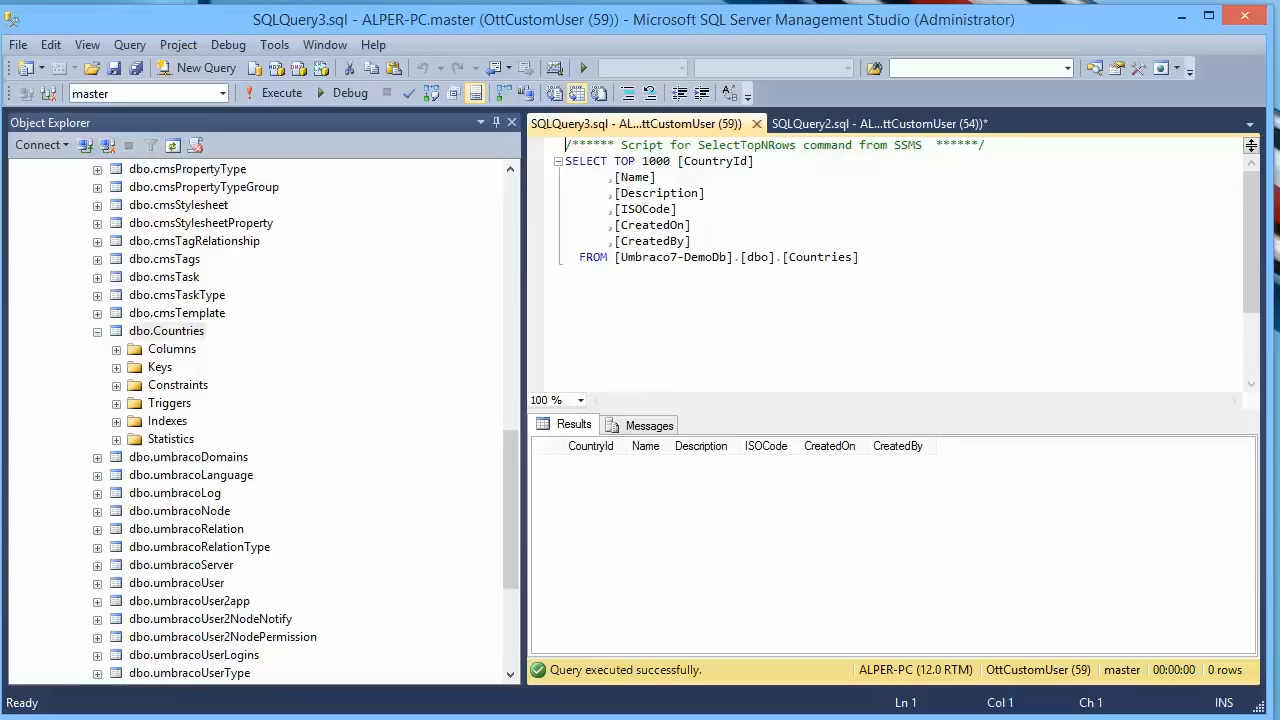 SQLQuery3.sql - ALPER-PC.master (OttCustomUser (59)) - Microsoft SQL Server Management Studio (Administrator)
File Edit View Query Project Debug Tools Window Help
New Query
master Execute Debug
Object Explorer
Connect
dbo.cmsPropertyType
dbo.cmsPropertyTypeGroup
dbo.cmsStylesheet
dbo.cmsStylesheetProperty
dbo.cmsTagRelationship
dbo.cmsTags
dbo.cmsTask
dbo.cmsTaskType
dbo.cmsTemplate
dbo.Countries
Columns
Keys
Constraints
Triggers
Indexes
Statistics
dbo.umbracoDomains
dbo.umbracoLanguage
dbo.umbracoLog
dbo.umbracoNode
dbo.umbracoRelation
dbo.umbracoRelationType
dbo.umbracoServer
dbo.umbracoUser
dbo.umbracoUser2app
dbo.umbracoUser2NodeNotify
dbo.umbracoUser2NodePermission
dbo.umbracoUserLogins
dbo.umbracoUserType
SQLQuery3.sql - AL...ttCustomUser (59)) SQLQuery2.sql - AL...ttCustomUser (54))*
/****** Script for SelectTopNRows command from SSMS ******/
SELECT TOP 1000 [CountryId]
,[Name]
,[Description]
,[ISOCode]
,[CreatedOn]
,[CreatedBy]
FROM [Umbraco7-DemoDb].[dbo].[Countries]
100 %
Results Messages
CountryId Name Description ISOCode CreatedOn CreatedBy
Query executed successfully. ALPER-PC (12.0 RTM) OttCustomUser (59) master 00:00:00 0 rows
Ready Ln 1 Col 1 Ch 1 INS